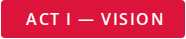 ACT I — VISION